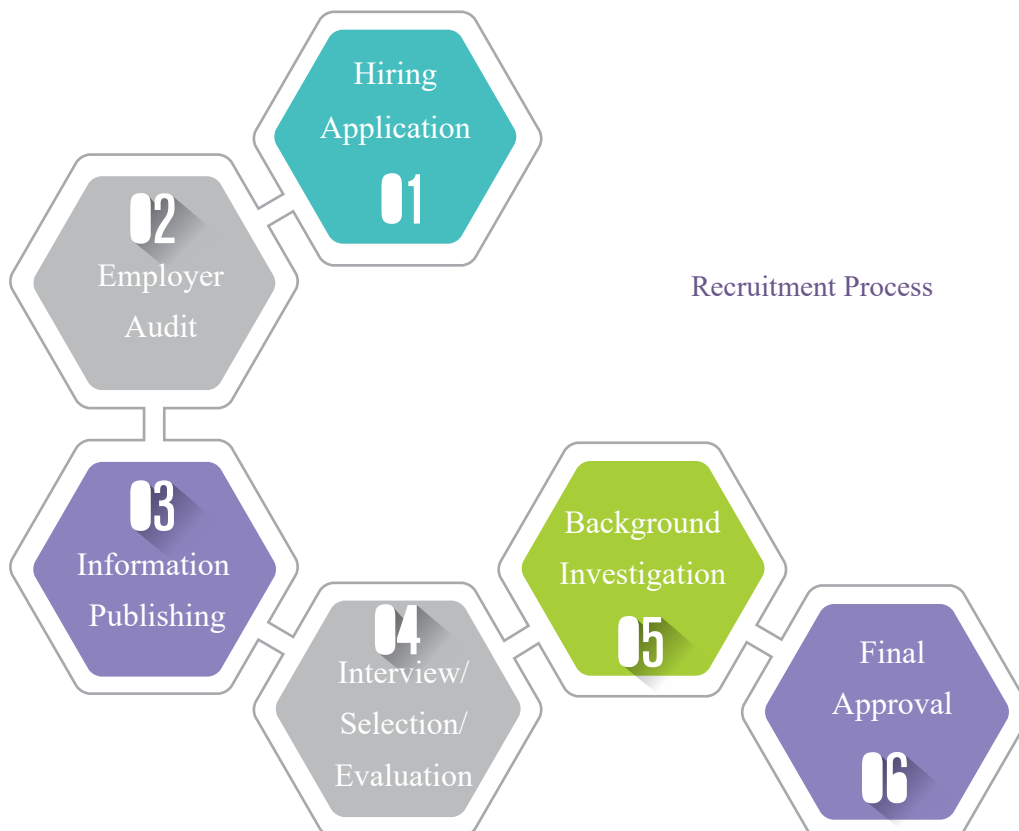 Hiring
Application
01
02
Employer
Audit
Recruitment Process
03
Information
Publishing
04
Interview/
Selection/
Evaluation
Background
Investigation
05
Final
Approval
06